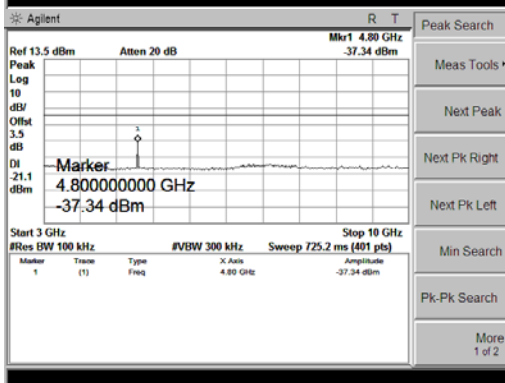 Agilent R T
Mkr1 4.80 GHz
Ref 13.5 dBm Atten 20 dB -37.34 dBm
Peak
Log
10
dB/
Offst
3.5
dB
DI
-21.1
dBm
1
Marker
4.800000000 GHz
-37.34 dBm
Start 3 GHz Stop 10 GHz
#Res BW 100 kHz #VBW 300 kHz Sweep 725.2 ms (401 pts)
Marker Trace Type X Axis Amplitude
1 (1) Freq 4.80 GHz -37.34 dBm
Peak Search
Meas Tools
Next Peak
Next Pk Right
Next Pk Left
Min Search
Pk-Pk Search
More
1 of 2